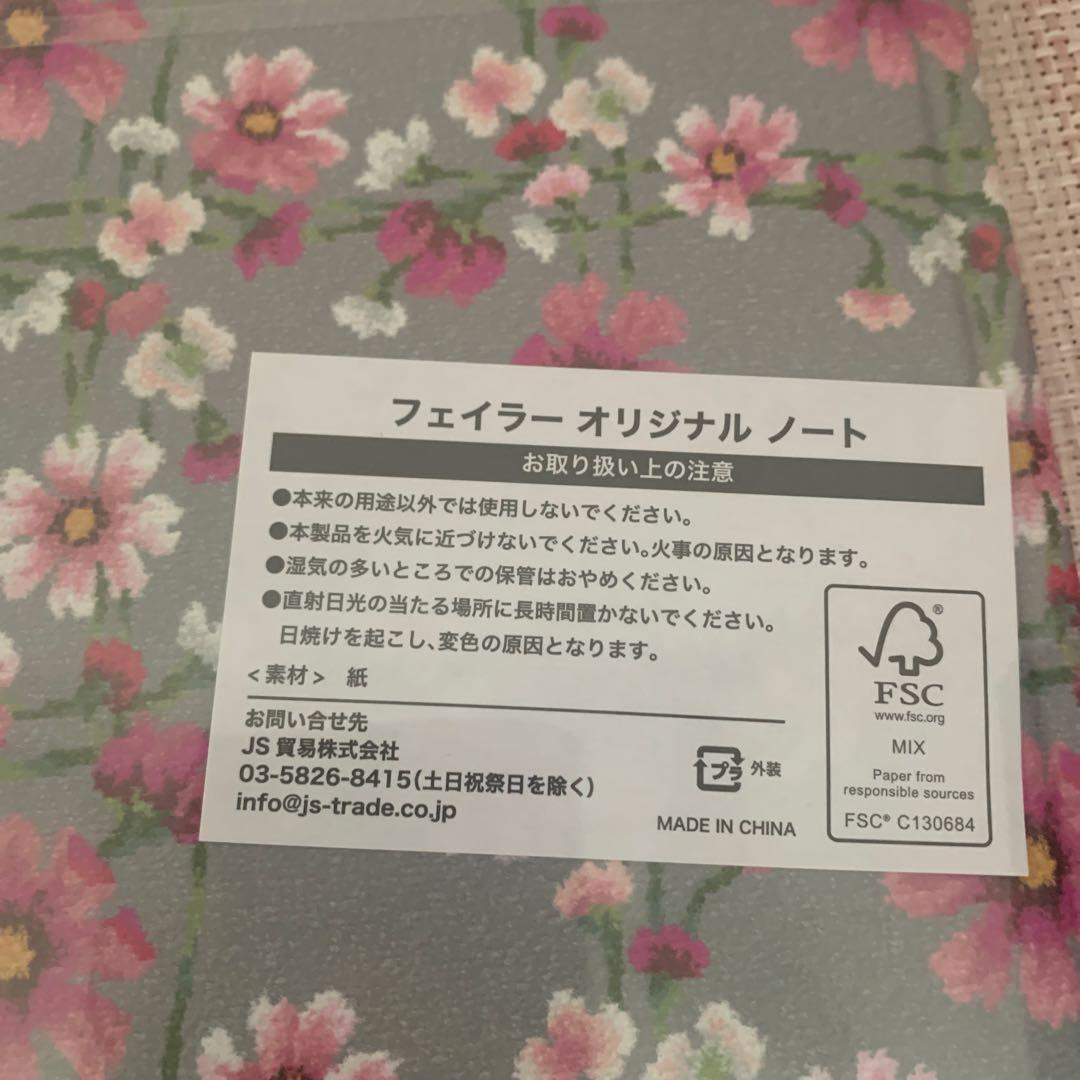 フェイラー オリジナル ノート
お取り扱い上の注意
●本来の用途以外では使用しないでください。
●本製品を火気に近づけないでください。火事の原因となります。
●湿気の多いところでの保管はおやめください。
●直射日光の当たる場所に長時間置かないでください。
日焼けを起こし、変色の原因となります。
<素材> 紙
お問い合せ先
JS 貿易株式会社
03-5826-8415(土日祝祭日を除く)
info@js-trade.co.jp
プラ 外装
MADE IN CHINA
®
FSC
www.fsc.org
MIX
Paper from
responsible sources
FSC® C130684